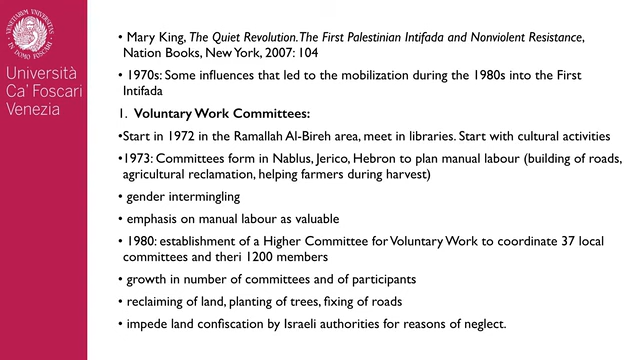 Università
Ca' Foscari
Venezia
• Mary King, The Quiet Revolution. The First Palestinian Intifada and Nonviolent Resistance,
Nation Books, New York, 2007: 104
• 1970s: Some influences that led to the mobilization during the 1980s into the First
Intifada
1. Voluntary Work Committees:
•Start in 1972 in the Ramallah Al-Bireh area, meet in libraries. Start with cultural activities
•1973: Committees form in Nablus, Jerico, Hebron to plan manual labour (building of roads,
agricultural reclamation, helping farmers during harvest)
• gender intermingling
• emphasis on manual labour as valuable
• 1980: establishment of a Higher Committee for Voluntary Work to coordinate 37 local
committees and theri 1200 members
• growth in number of committees and of participants
• reclaiming of land, planting of trees, fixing of roads
• impede land confiscation by Israeli authorities for reasons of neglect.